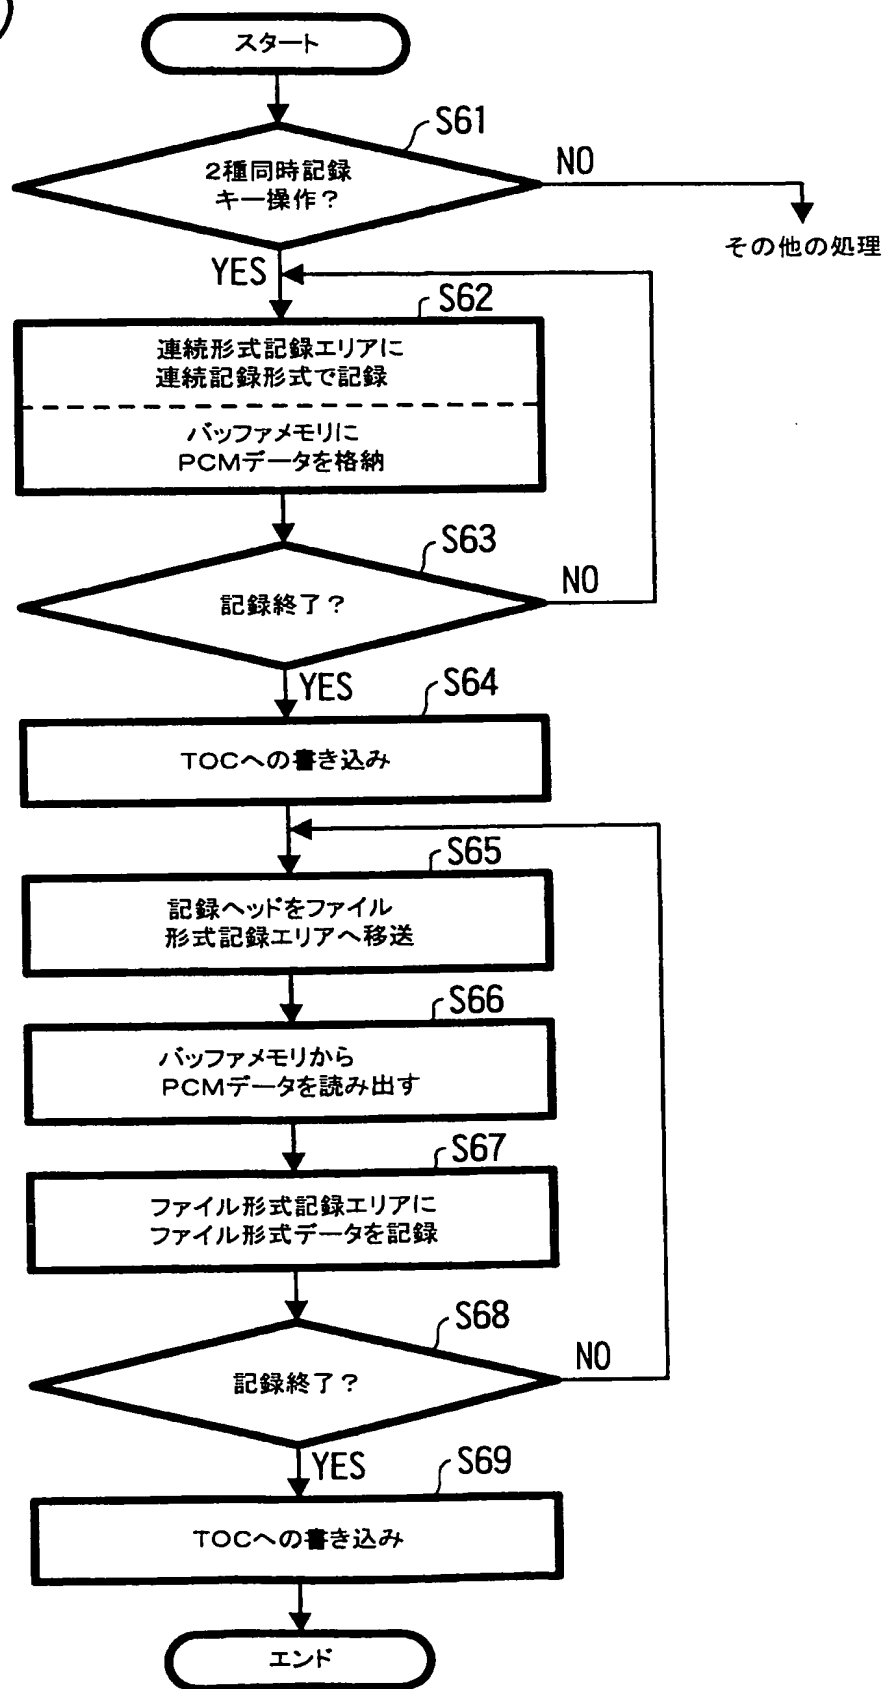 スタート
S61
2種同時記録
キー操作？
NO
その他の処理
YES
S62
連続形式記録エリアに
連続記録形式で記録
バッファメモリに
PCMデータを格納
S63
記録終了？
NO
YES
S64
TOCへの書き込み
S65
記録ヘッドをファイル
形式記録エリアへ移送
S66
バッファメモリから
PCMデータを読み出す
S67
ファイル形式記録エリアに
ファイル形式データを記録
S68
記録終了？
NO
YES
S69
TOCへの書き込み
エンド